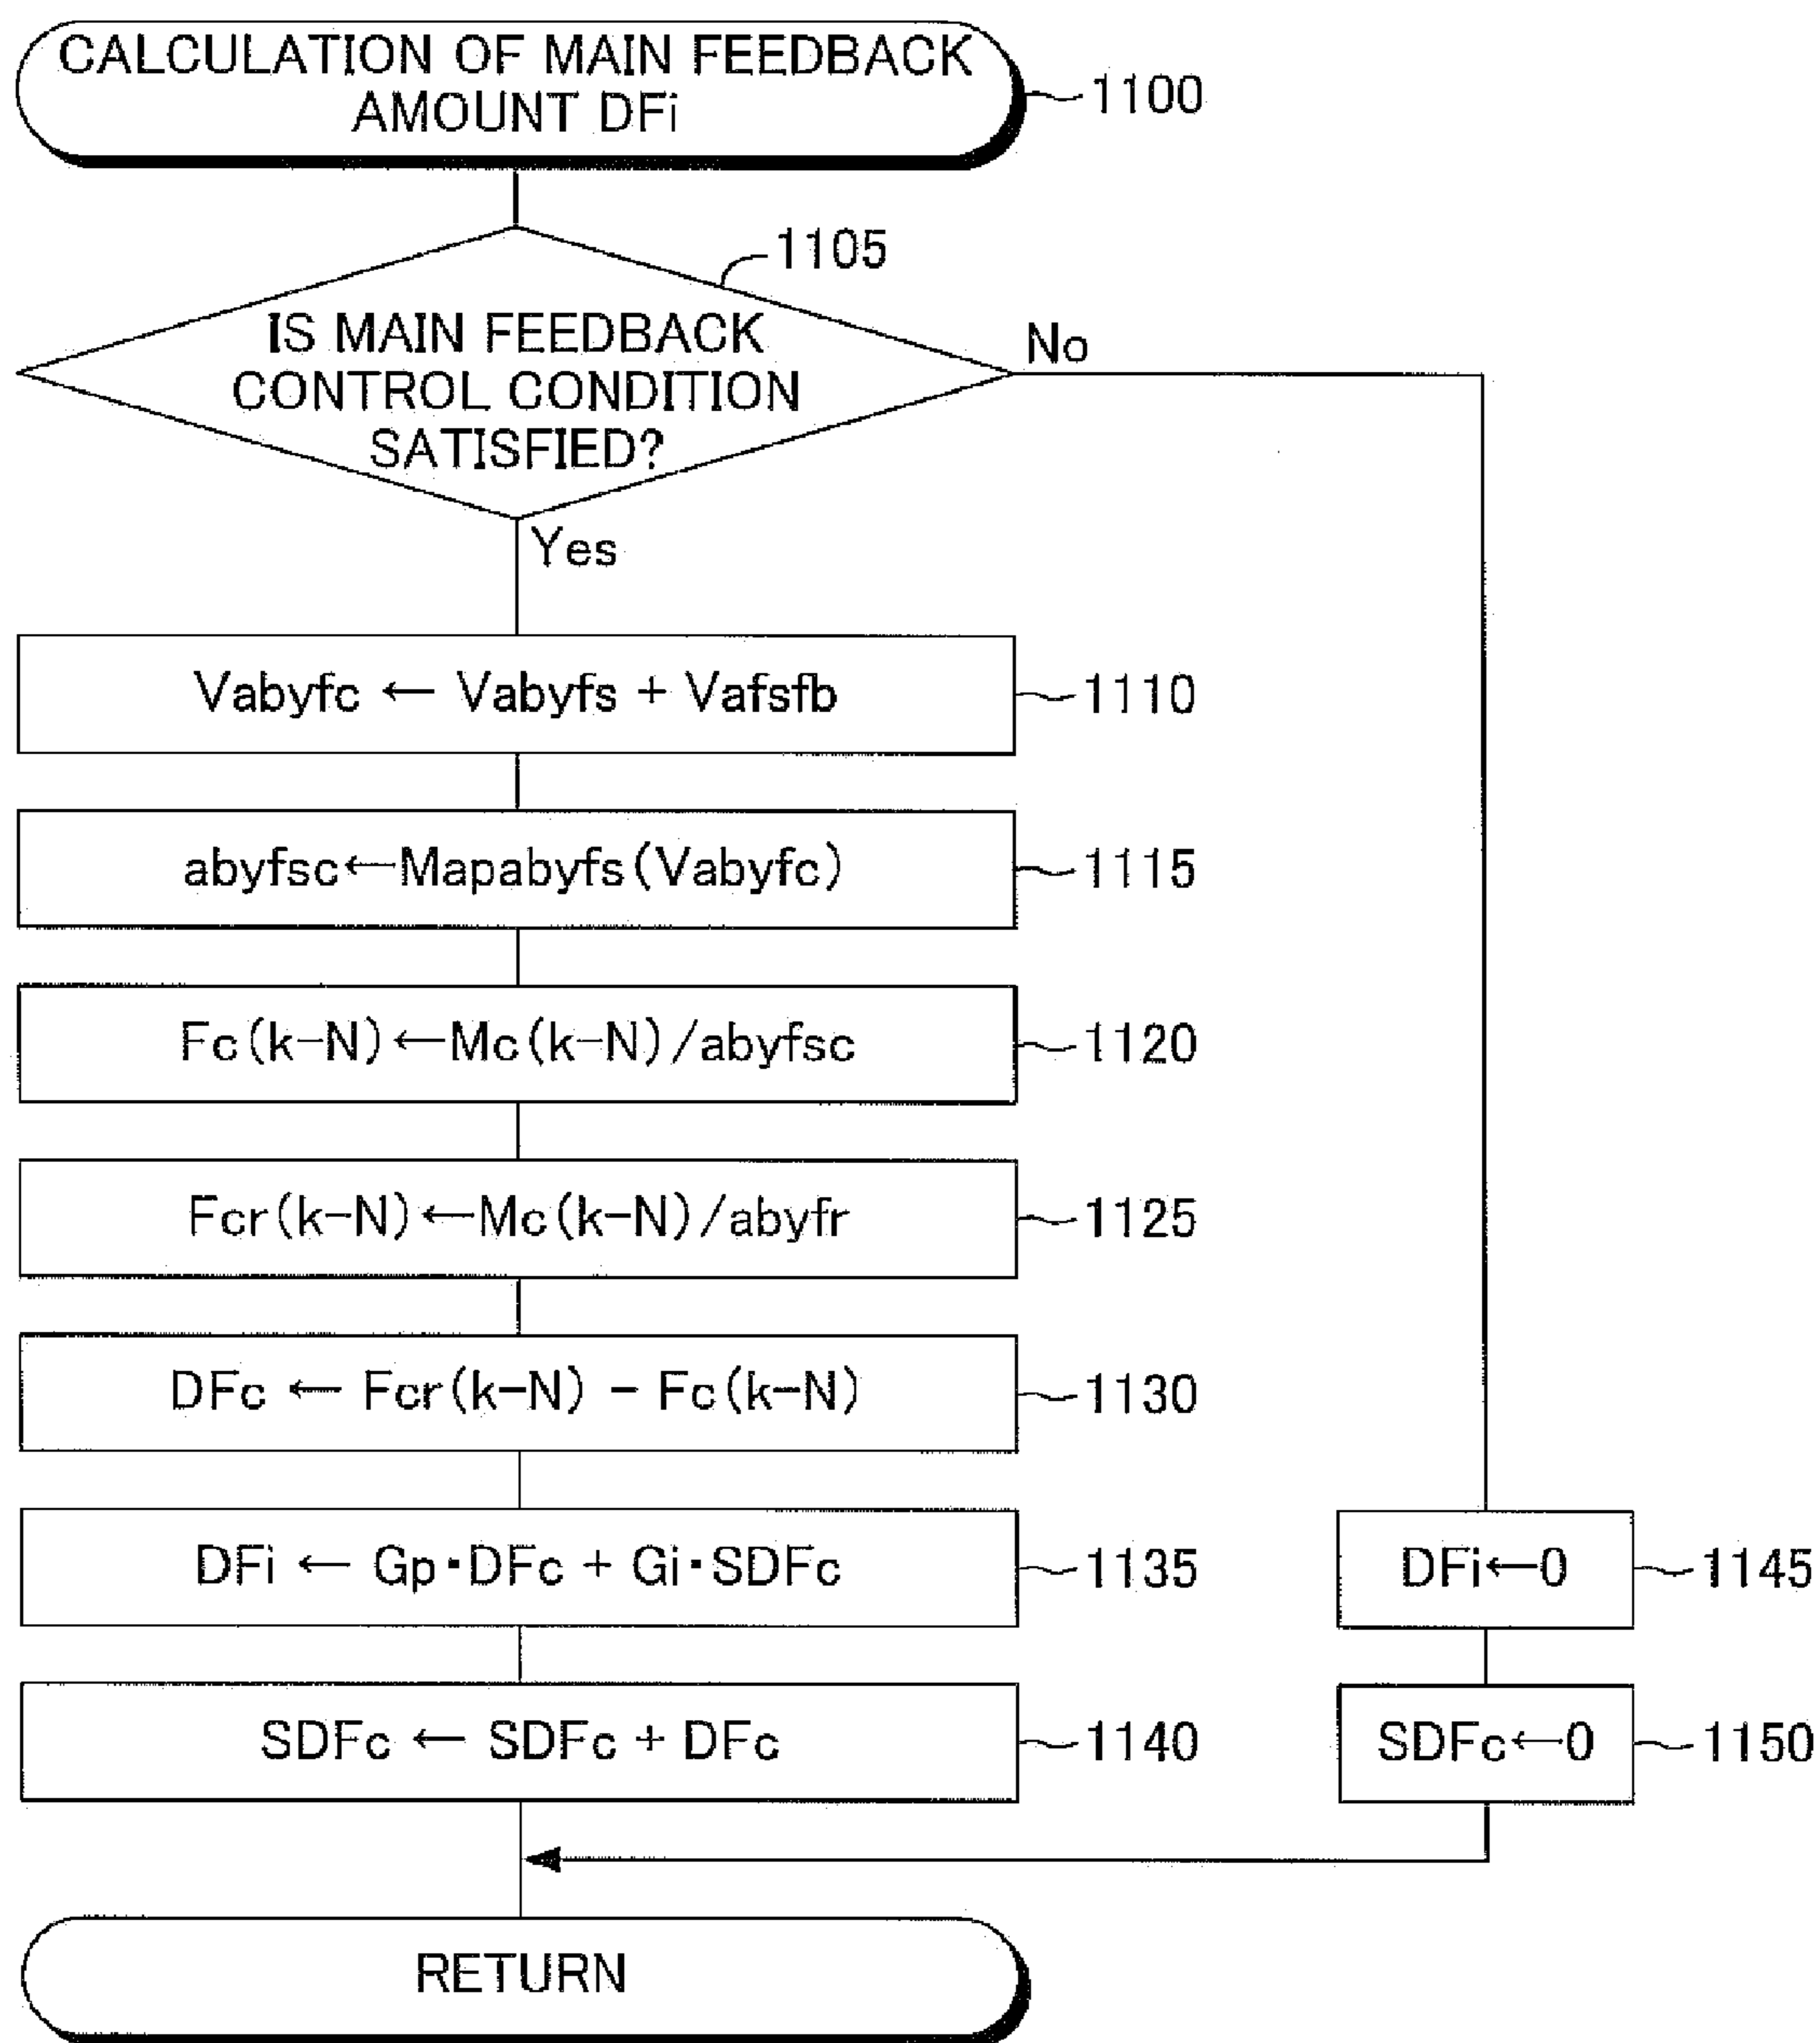 CALCULATION OF MAIN FEEDBACK
AMOUNT DFi
1100
1105
IS MAIN FEEDBACK
CONTROL CONDITION
SATISFIED?
No
Yes
Vabyfc ← Vabyfs + Vafsfb
1110
abyfsc←Mapabyfs(Vabyfc)
1115
Fc(k-N)←Mc(k-N)/abyfsc
1120
Fcr(k-N)←Mc(k-N)/abyfr
1125
DFc ← Fcr(k-N) - Fc(k-N)
1130
DFi ← Gp·DFc + Gi·SDFc
1135
DFi←0
1145
SDFc ← SDFc + DFc
1140
SDFc←0
1150
RETURN